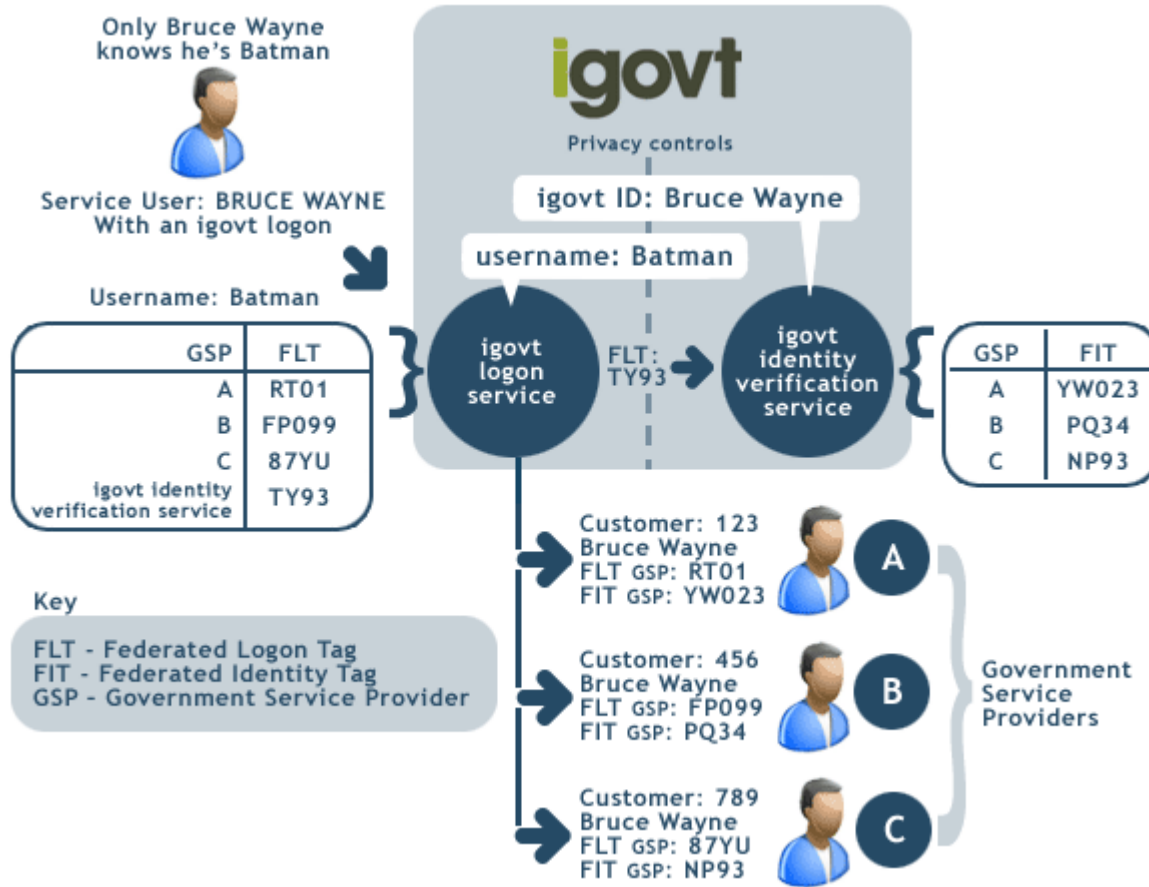 Only Bruce Wayne
knows he's Batman
Service User: BRUCE WAYNE
With an igovt logon
igovt
Privacy controls
igovt ID: Bruce Wayne
username: Batman
Username: Batman
GSP FLT
A RT01
B FP099
C 87YU
igovt identity
verification service TY93
igovt
logon
service
FLT:
TY93
igovt
identity
verification
service
GSP FIT
A YW023
B PQ34
C NP93
Customer: 123
Bruce Wayne
FLT GSP: RT01
FIT GSP: YW023
A
Customer: 456
Bruce Wayne
FLT GSP: FP099
FIT GSP: PQ34
B
Customer: 789
Bruce Wayne
FLT GSP: 87YU
FIT GSP: NP93
C
Government
Service
Providers
Key
FLT - Federated Logon Tag
FIT - Federated Identity Tag
GSP - Government Service Provider